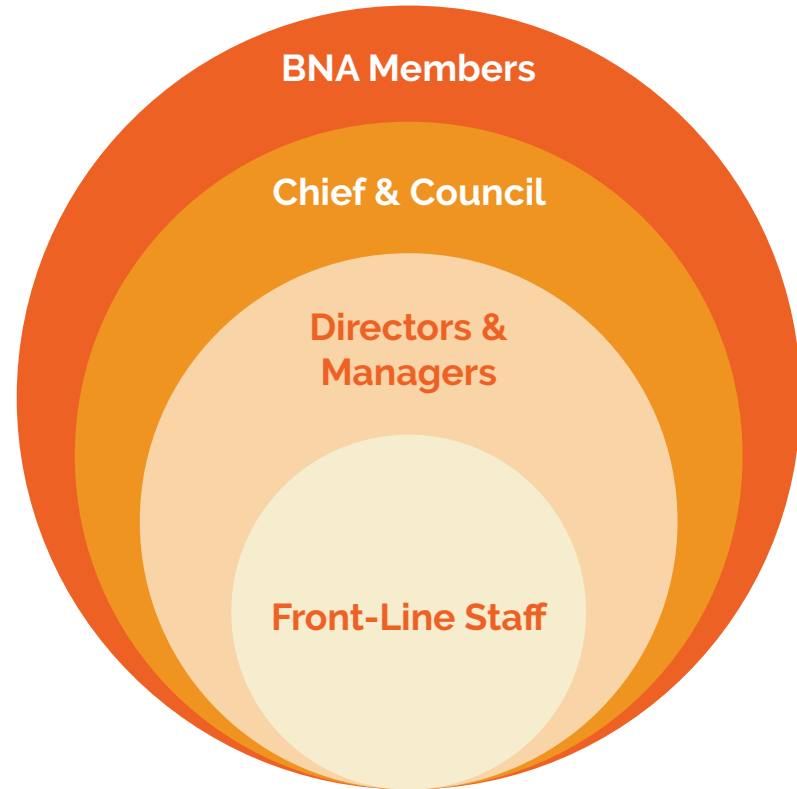 BNA Members
Chief & Council
Directors &
Managers
Front-Line Staff